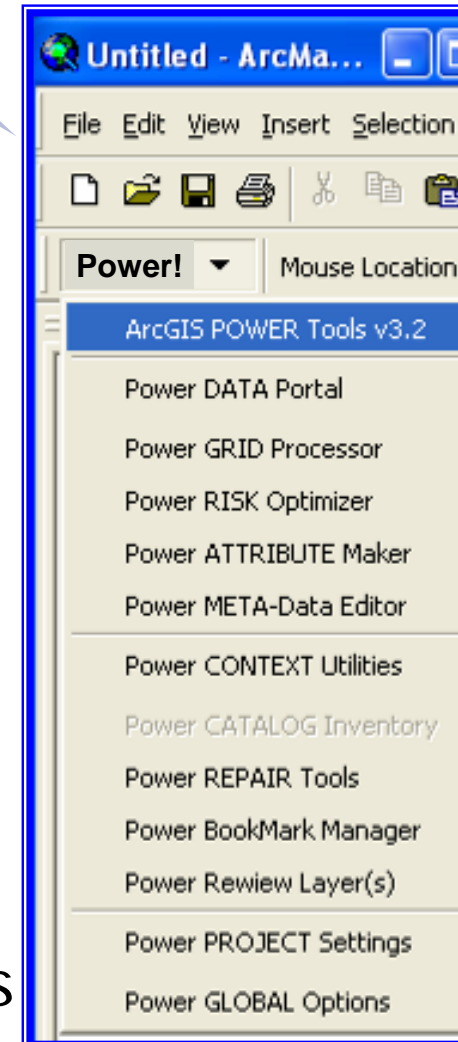 Untitled - ArcMa...
File Edit View Insert Selection
Power! Mouse Location
ArcGIS POWER Tools v3.2
Power DATA Portal
Power GRID Processor
Power RISK Optimizer
Power ATTRIBUTE Maker
Power META-Data Editor
Power CONTEXT Utilities
Power CATALOG Inventory
Power REPAIR Tools
Power BookMark Manager
Power Rewiew Layer(s)
Power PROJECT Settings
s
Power GLOBAL Options